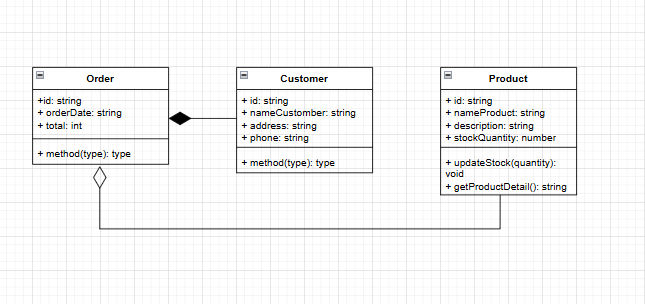 Order
+id: string
+ orderDate: string
+ total: int
+ method(type): type
Customer
+ id: string
+ nameCustomber: string
+ address: string
+ phone: string
+ method(type): type
Product
+ id: string
+ nameProduct: string
+ description: string
+ stockQuantity: number
+ updateStock(quantity):
void
+ getProductDetail(): string